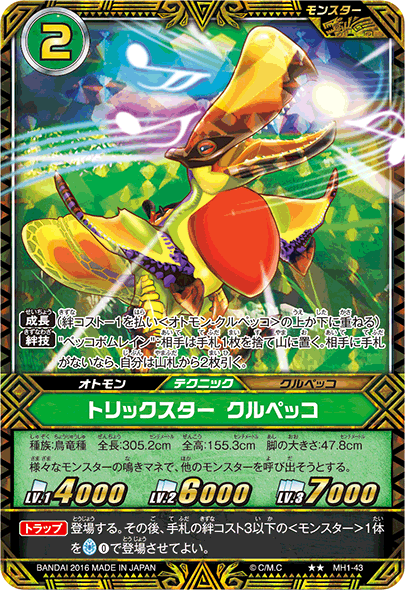 モンスター
2
成長 (絆コスト－1を払い<オトモン-クルペッコ>の上か下に重ねる)
絆技 "ペッコポムレイン":相手は手札1枚を捨て山に置く。相手に手札
がないなら、自分は山札から2枚引く。
オトモン テクニック クルペッコ
トリックスター クルペッコ
種族:鳥竜種 全長:305.2cm 全高:155.3cm 脚の大きさ:47.8cm
様々なモンスターの鳴きマネで、他のモンスターを呼び出そうとする。
LV.1 4000 LV.2 6000 LV.3 7000
トラップ 登場する。その後、手札の絆コスト3以下の<モンスター>1体
を0で登場させてよい。
BANDAI 2016 MADE IN JAPAN ©C/M.C ★★ MH1-43